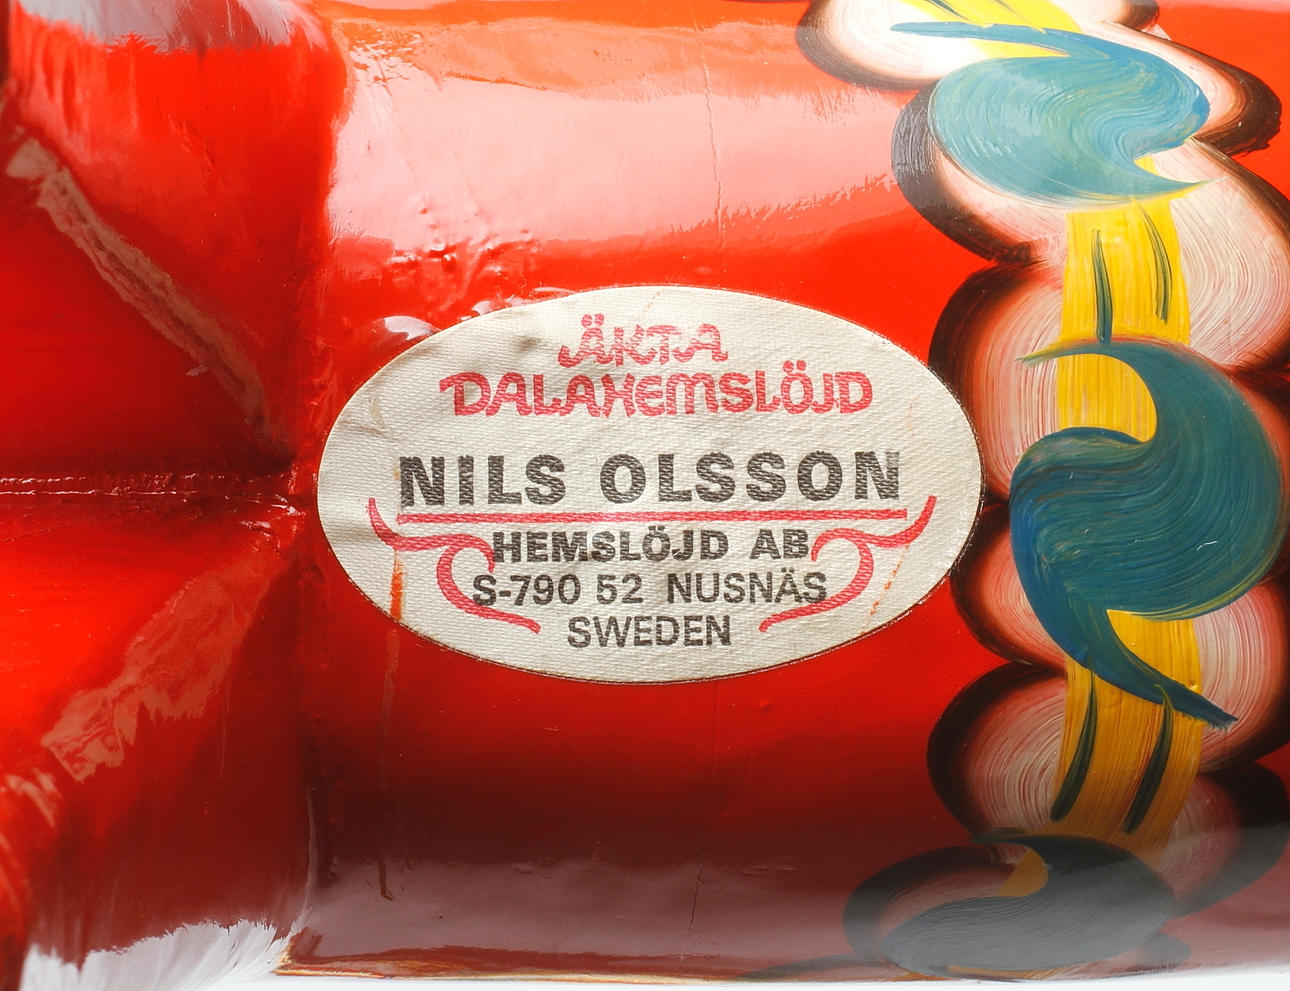 ÄKTA
DALAHEMSLÖJD
NILS OLSSON
HEMSLÖJD AB
S-790 52 NUSNÄS
SWEDEN